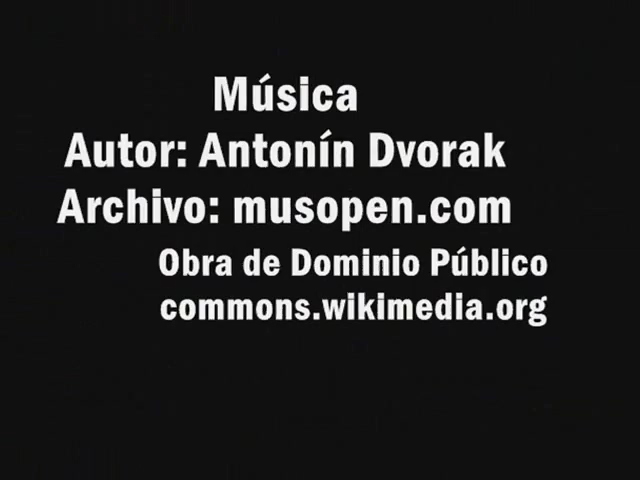 Música
Autor: Antonín Dvorak
Archivo: musopen.com
Obra de Dominio Público
commons.wikimedia.org